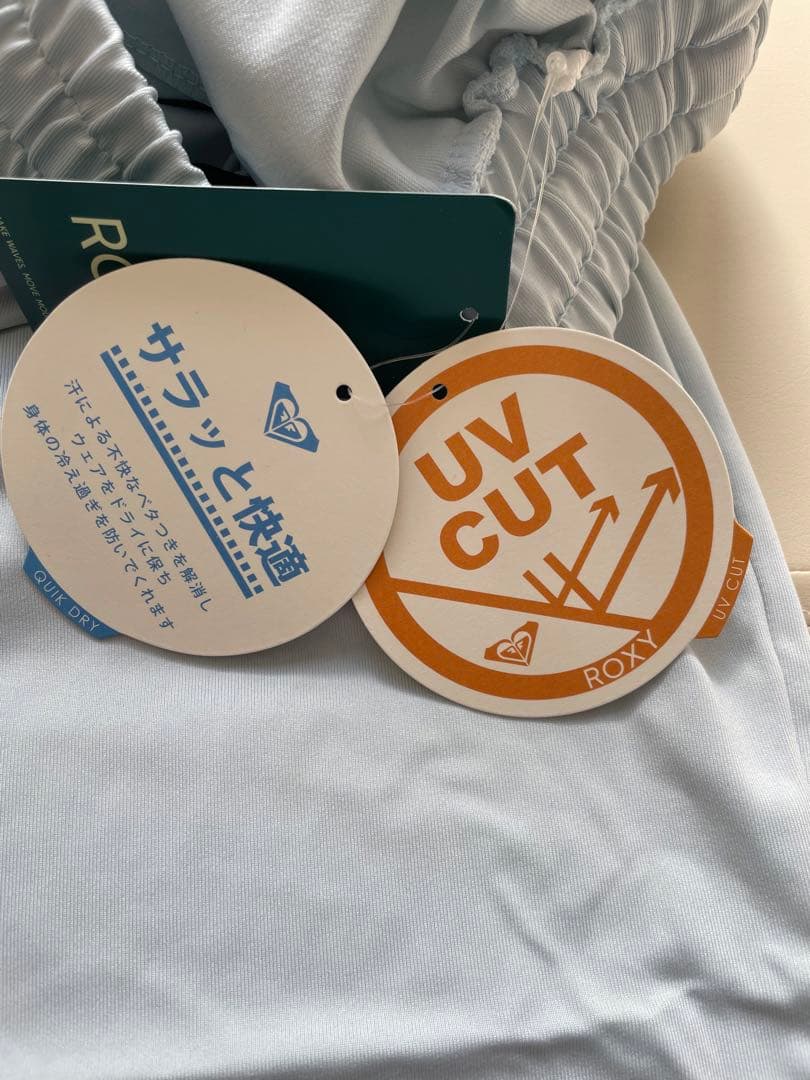 サラッと快適
汗による不快なベタつきを解消し
ウェアをドライに保ち
身体の冷え過ぎを防いでくれます
QUIK DRY
UV
CUT
ROXY
UV CUT